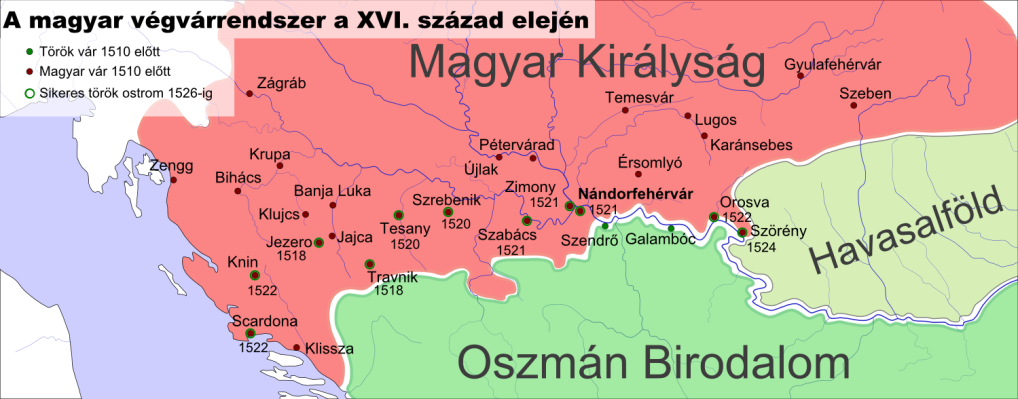 A magyar végvárrendszer a XVI. század elején
Török vár 1510 előtt
Magyar vár 1510 előtt
Sikeres török ostrom 1526-ig
Magyar Királyság
Zágráb
Gyulafehérvár
Szeben
Temesvár
Lugos
Karánsebes
Pétervárad
Újlak
Érsomlyó
Krupa
Zengg
Bihács
Banja Luka
Zimony
1521
Nándorfehérvár
1521
Szrebenik
1520
Orosva
1522
Klujcs
Tesany
1520
Szabács
1521
Szendrő
Galambóc
Szörény
1524
Havasalföld
Jezero
1518
Jajca
Knin
1522
Travnik
1518
Scardona
1522
Klissza
Oszmán Birodalom